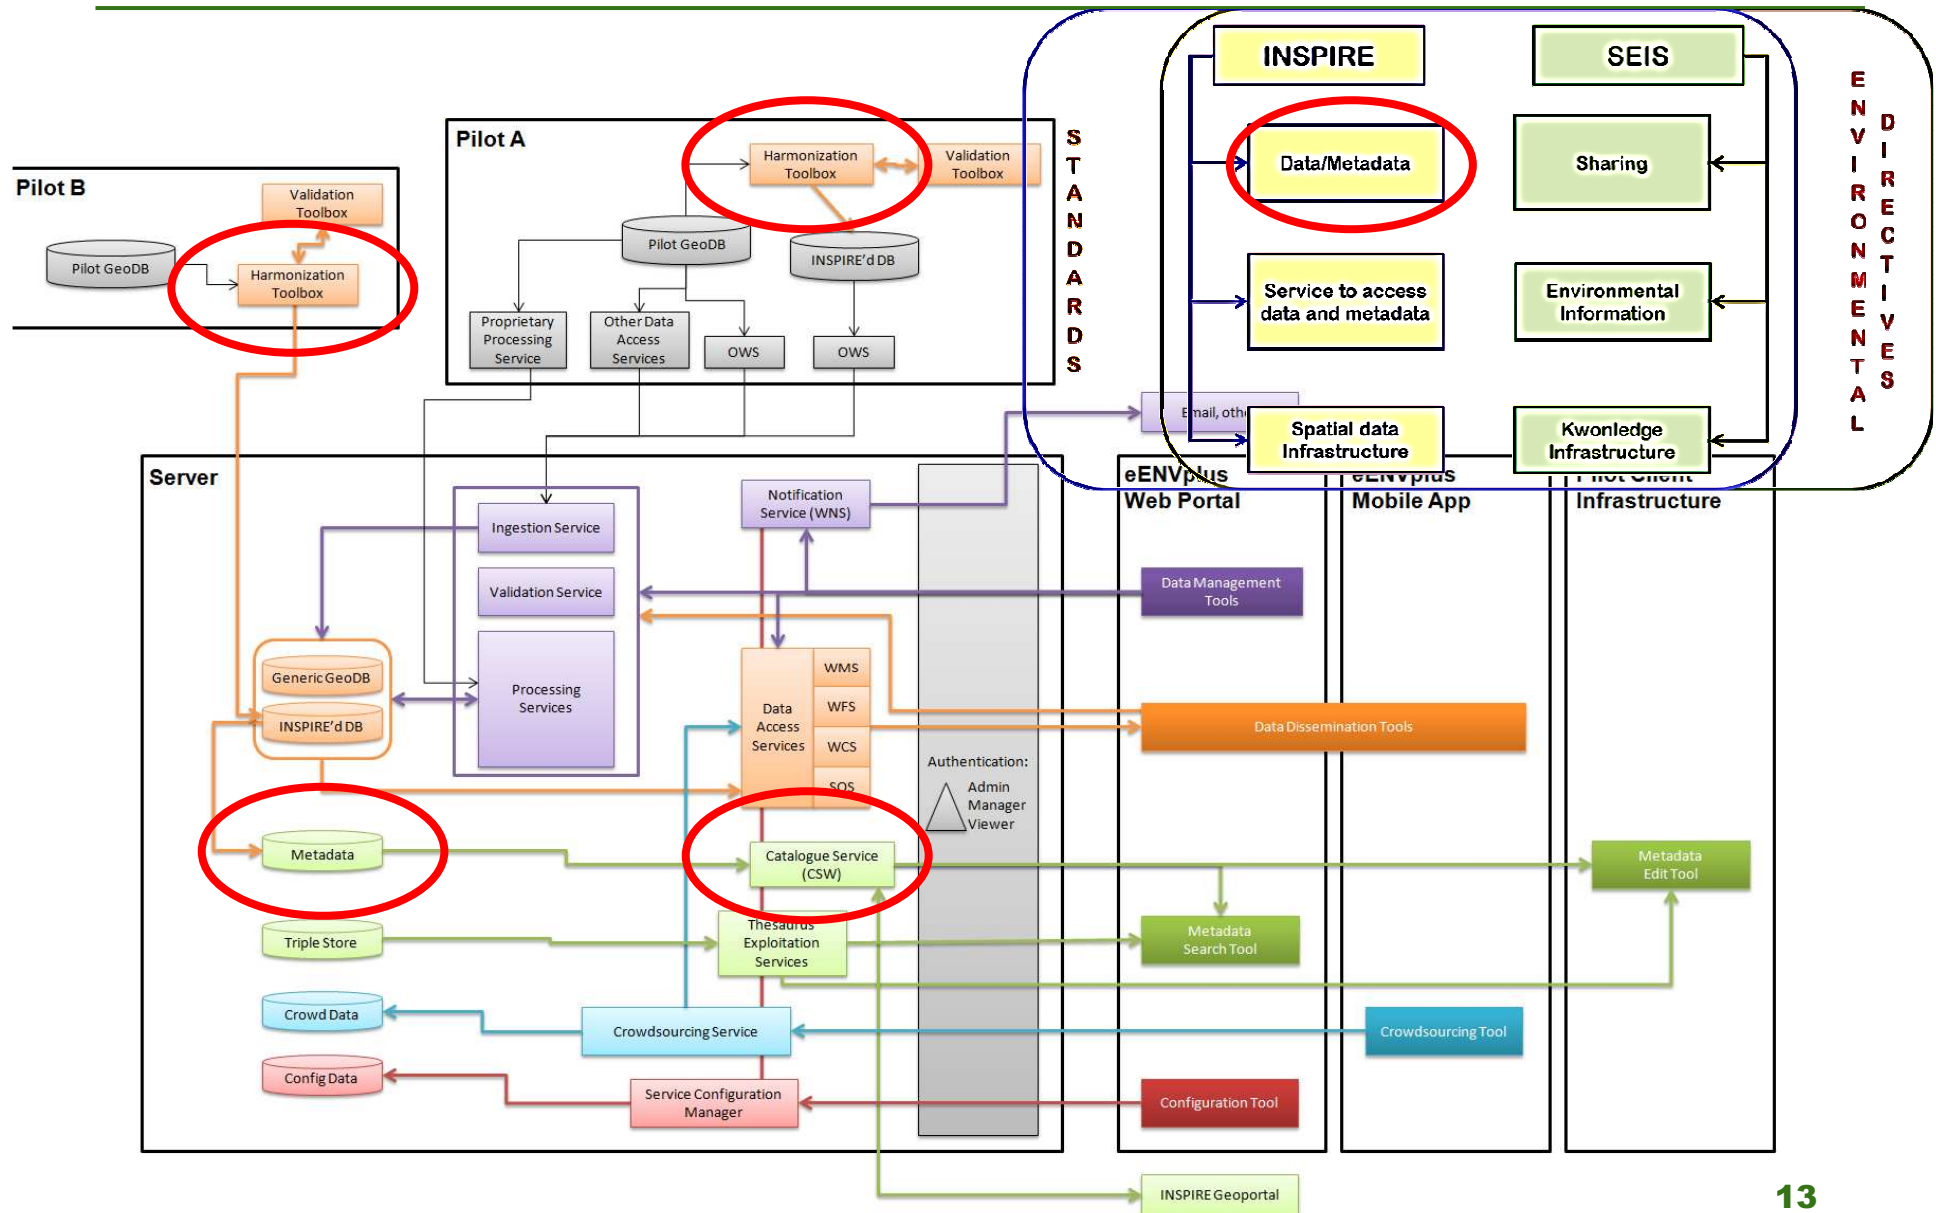 INSPIRE
SEIS
Data/Metadata
Sharing
Service to access
data and metadata
Environmental
Information
Spatial data
Infrastructure
Kwonledge
Infrastructure
STANDARDS
ENVIRONMENTAL
DIRECTIVES
Pilot B
Validation
Toolbox
Pilot GeoDB
Harmonization
Toolbox
Pilot A
Harmonization
Toolbox
Validation
Toolbox
Pilot GeoDB
INSPIRE'd DB
Proprietary
Processing
Service
Other Data
Access
Services
OWS
OWS
Email, othe
Server
Ingestion Service
Validation Service
Processing
Services
Generic GeoDB
INSPIRE'd DB
Metadata
Triple Store
Crowd Data
Config Data
Notification
Service (WNS)
Data
Access
Services
WMS
WFS
WCS
SOS
Catalogue Service
(CSW)
Thesaurus
Exploitation
Services
Crowdsourcing Service
Service Configuration
Manager
Authentication:
Admin
Manager
Viewer
eENVplus
Web Portal
eENVplus
Mobile App
Pilot Client
Infrastructure
Data Management
Tools
Data Dissemination Tools
Metadata
Edit Tool
Metadata
Search Tool
Crowdsourcing Tool
Configuration Tool
INSPIRE Geoportal
13